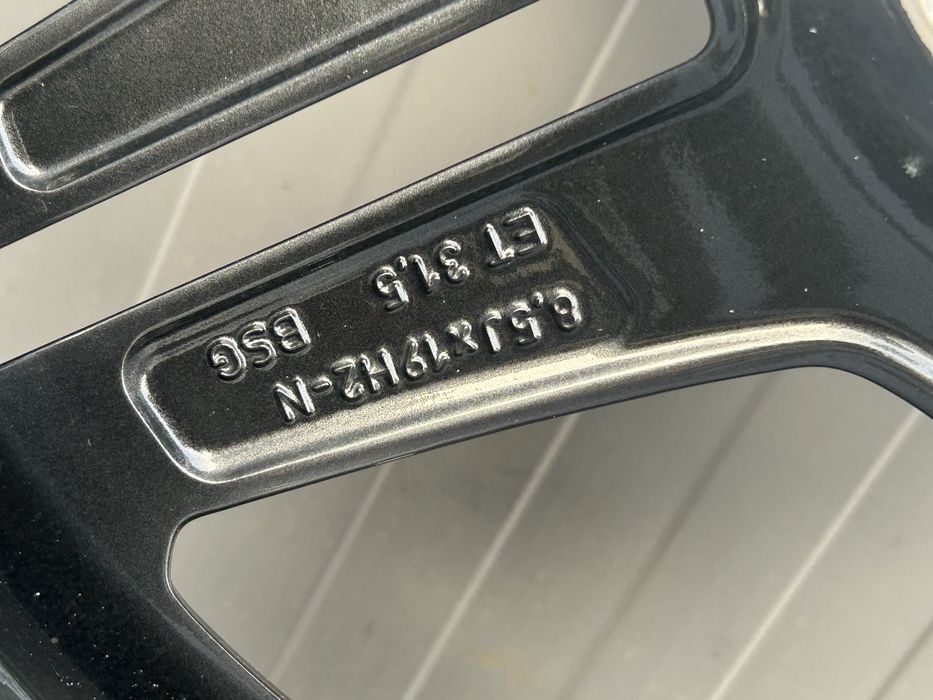 8,5Jx19H2-N
ET 31,5 BSG